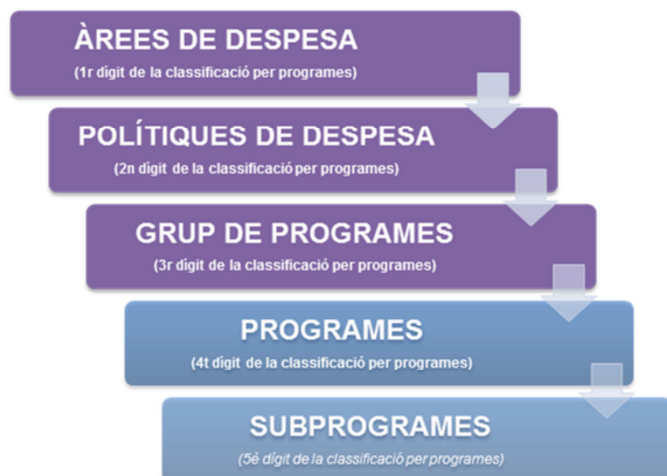 ÀREES DE DESPESA
(1r dígit de la classificació per programes)
POLÍTIQUES DE DESPESA
(2n dígit de la classificació per programes)
GRUP DE PROGRAMES
(3r dígit de la classificació per programes)
PROGRAMES
(4t dígit de la classificació per programes)
SUBPROGRAMES
(5è dígit de la classificació per programes)